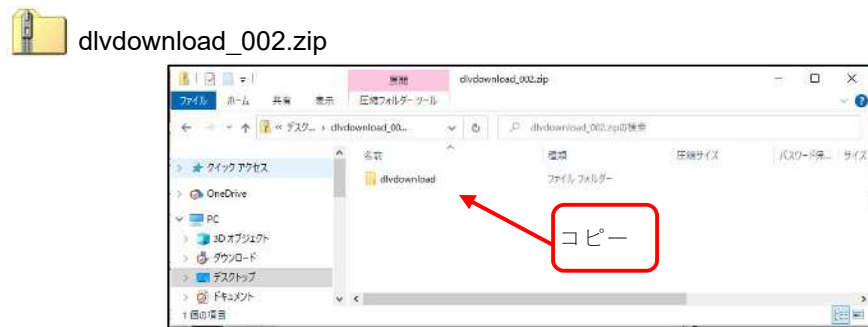 dlvdownload_002.zip
展開 dlvdownload_002.zip
ファイル ホーム 共有 表示 圧縮フォルダー ツール
« デスク... › dlvdownload_00... dlvdownload_002.zipの検索
名前 種類 圧縮サイズ パスワード保... サイズ
クイック アクセス
dlvdownload ファイル フォルダー
OneDrive
PC
コピー
3D オブジェクト
ダウンロード
デスクトップ
ドキュメント
1 個の項目